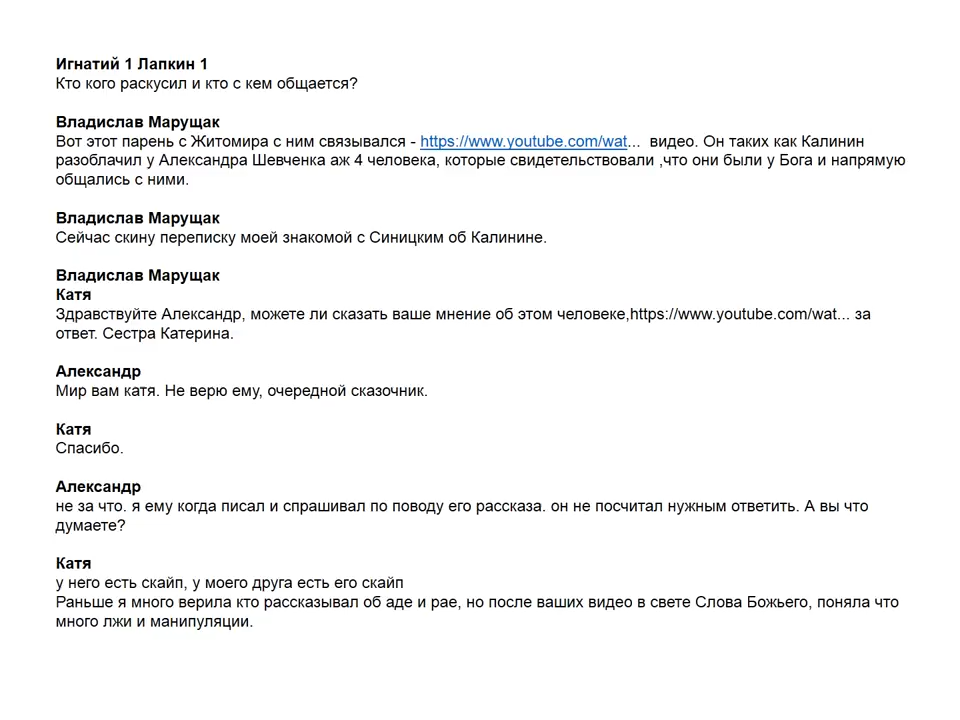 Игнатий 1 Лапкин 1
Кто кого раскусил и кто с кем общается?
Владислав Марущак
Вот этот парень с Житомира с ним связывался - https://www.youtube.com/wat... видео. Он таких как Калинин
разоблачил у Александра Шевченка аж 4 человека, которые свидетельствовали ,что они были у Бога и напрямую
общались с ними.
Владислав Марущак
Сейчас скину переписку моей знакомой с Синицким об Калинине.
Владислав Марущак
Катя
Здравствуйте Александр, можете ли сказать ваше мнение об этом человеке,https://www.youtube.com/wat... за
ответ. Сестра Катерина.
Александр
Мир вам катя. Не верю ему, очередной сказочник.
Катя
Спасибо.
Александр
не за что. я ему когда писал и спрашивал по поводу его рассказа. он не посчитал нужным ответить. А вы что
думаете?
Катя
у него есть скайп, у моего друга есть его скайп
Раньше я много верила кто рассказывал об аде и рае, но после ваших видео в свете Слова Божьего, поняла что
много лжи и манипуляции.